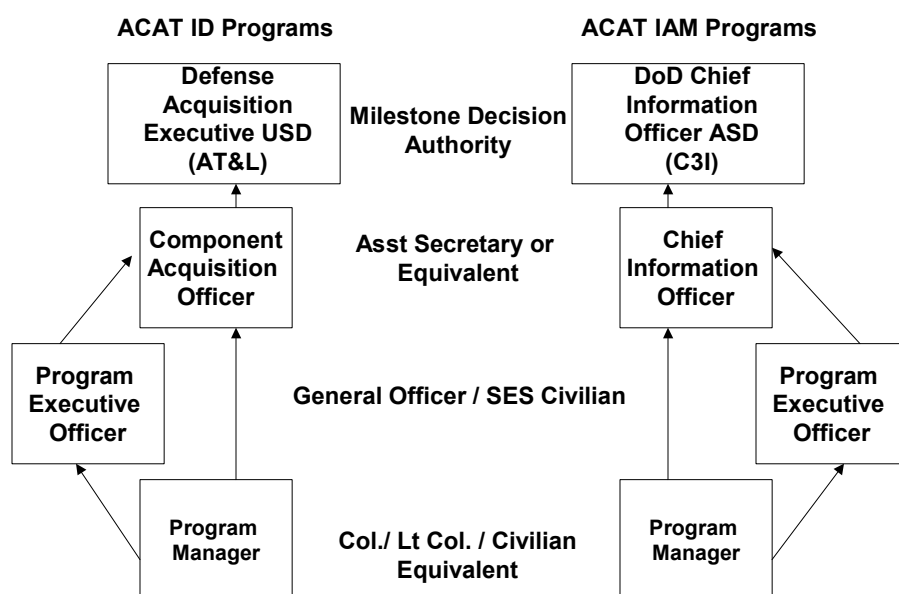 ACAT ID Programs
ACAT IAM Programs
Defense
Acquisition
Executive USD
(AT&L)
Milestone Decision
Authority
DoD Chief
Information
Officer ASD
(C3I)
Component
Acquisition
Officer
Asst Secretary or
Equivalent
Chief
Information
Officer
Program
Executive
Officer
General Officer / SES Civilian
Program
Executive
Officer
Program
Manager
Col./ Lt Col. / Civilian
Equivalent
Program
Manager